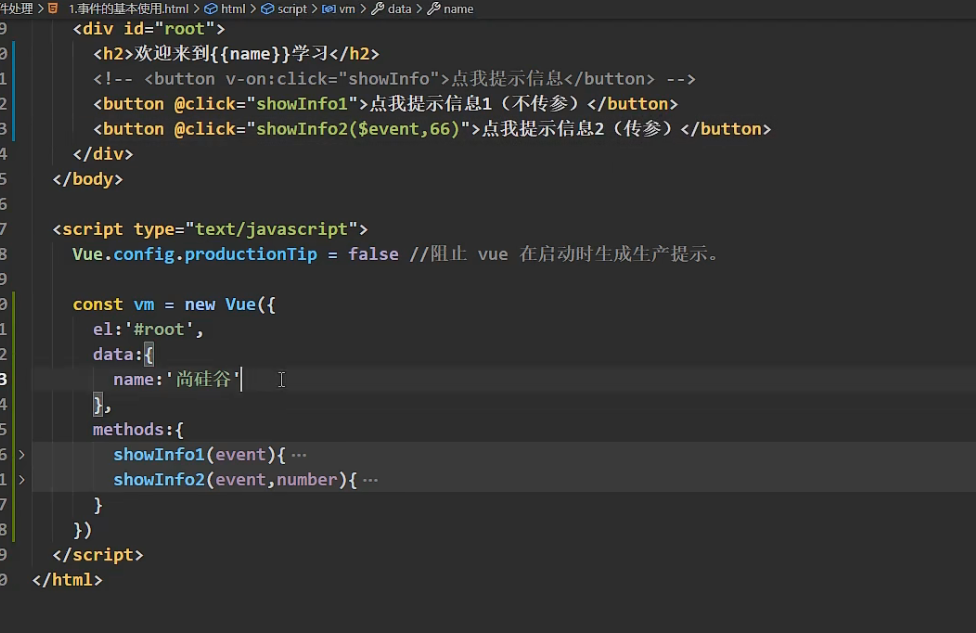 件处理 > 1.事件的基本使用.html > html > script > vm > data > name
9 <div id="root">
0 <h2>欢迎来到{{name}}学习</h2>
1 <!-- <button v-on:click="showInfo">点我提示信息</button> -->
2 <button @click="showInfo1">点我提示信息1（不传参）</button>
3 <button @click="showInfo2($event,66)">点我提示信息2（传参）</button>
4 </div>
5 </body>
6
7 <script type="text/javascript">
8 Vue.config.productionTip = false //阻止 vue 在启动时生成生产提示。
9
0 const vm = new Vue({
1 el:'#root',
2 data:{
3 name:'尚硅谷'
4 },
5 methods:{
6 > showInfo1(event){ ···
1 > showInfo2(event,number){ ···
7 }
8 })
9 </script>
0 </html>